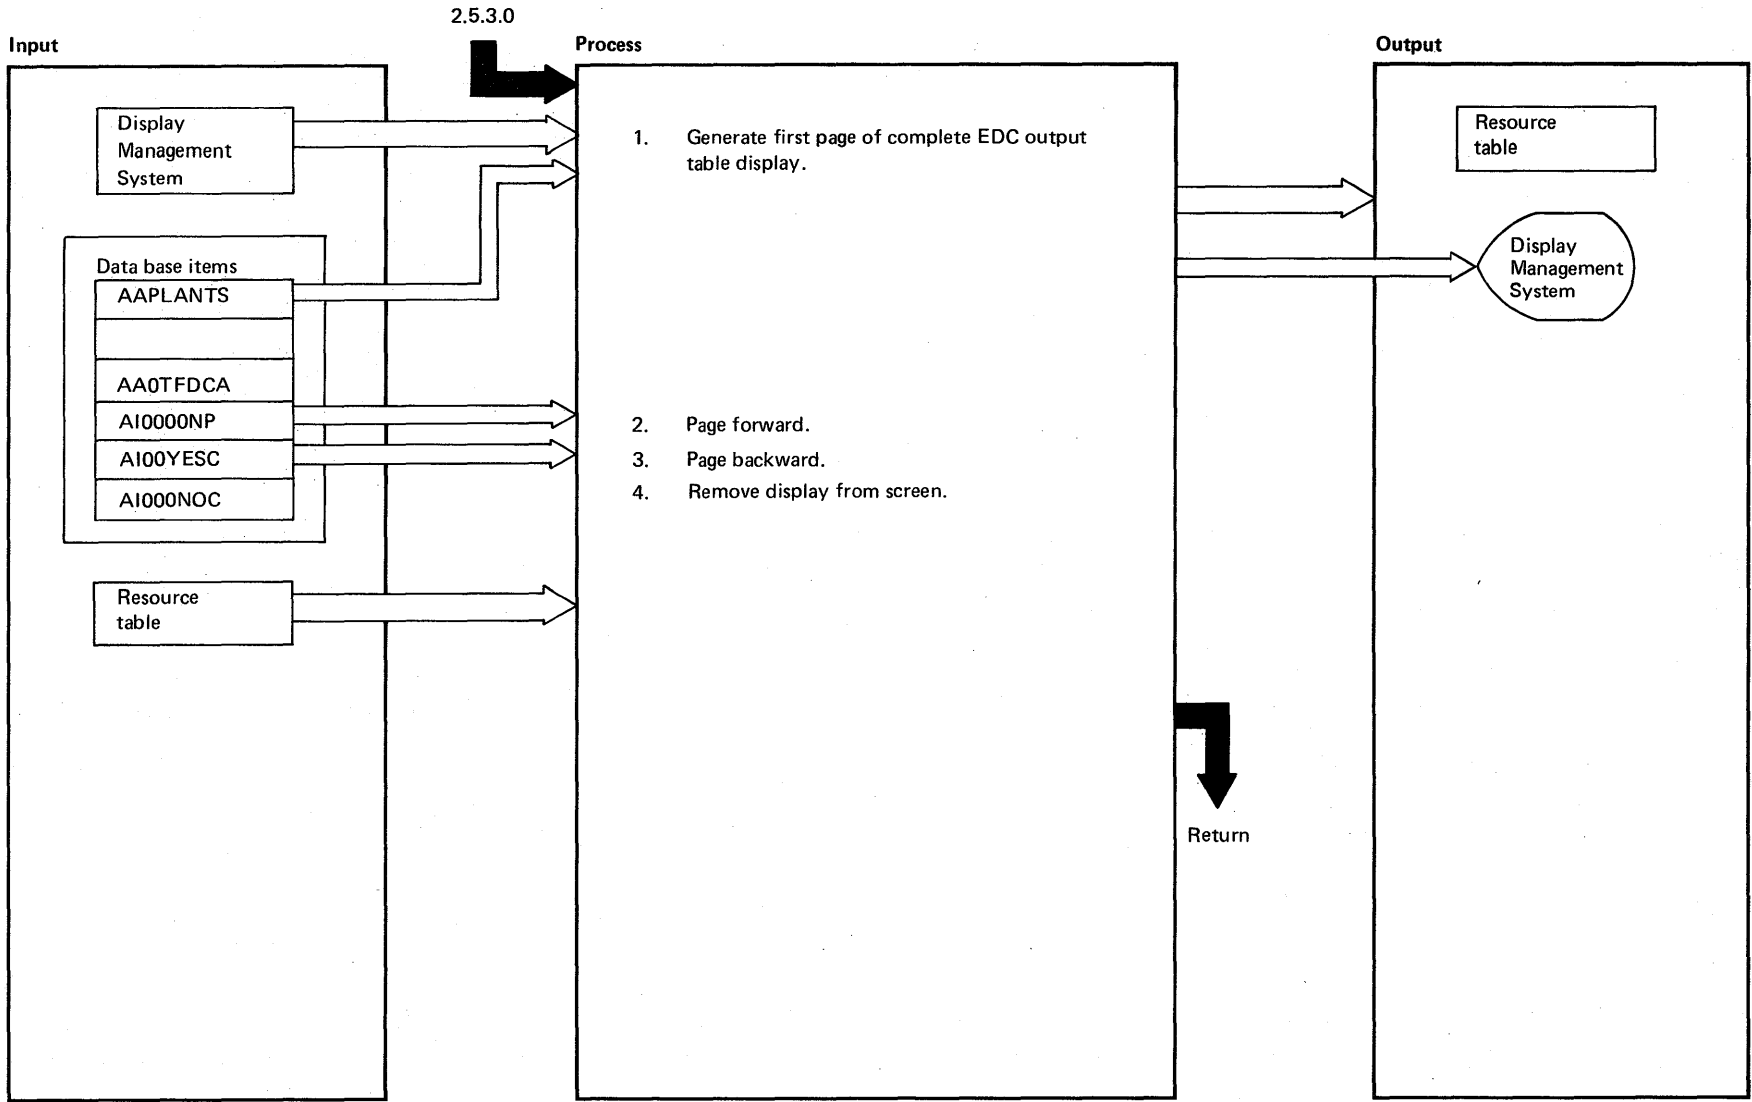 2.5.3.0
Input
Process
Output
Display
Management
System
Data base items
AAPLANTS
AA0TFDCA
AI0000NP
AI00YESC
AI000NOC
Resource
table
1. Generate first page of complete EDC output
table display.
2. Page forward.
3. Page backward.
4. Remove display from screen.
Return
Resource
table
Display
Management
System